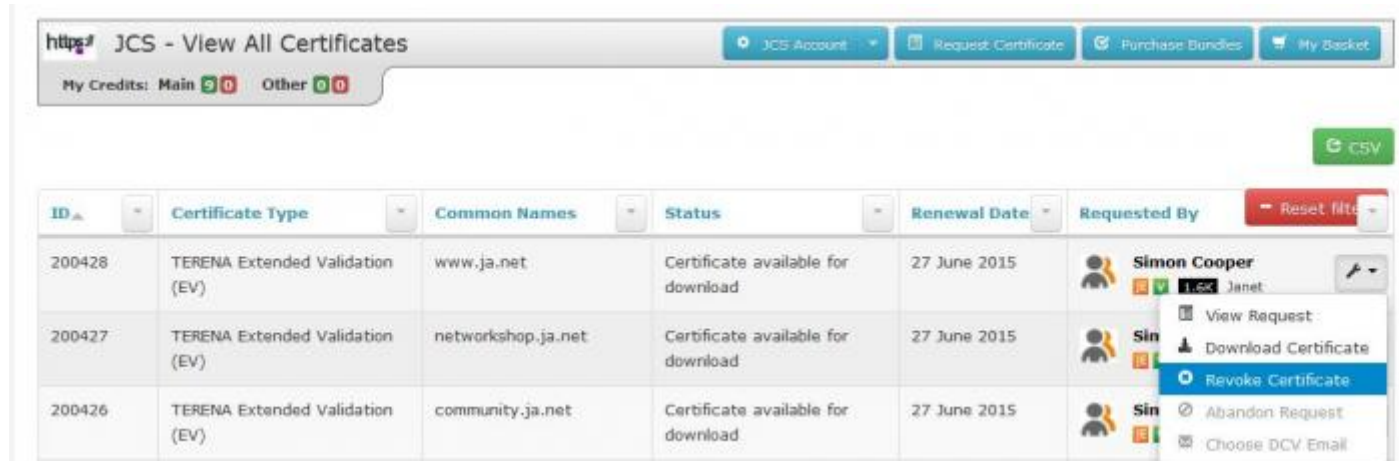 https// JCS - View All Certificates
JCS Account Request Certificate Purchase Bundles My Basket
My Credits: Main 9 0 Other 0 0
CSV
ID Certificate Type Common Names Status Renewal Date Requested By Reset filte
200428 TERENA Extended Validation www.ja.net Certificate available for 27 June 2015 Simon Cooper
(EV) download V 1.6K Janet
View Request
200427 TERENA Extended Validation networkshop.ja.net Certificate available for 27 June 2015 Sin Download Certificate
(EV) download
Revoke Certificate
200426 TERENA Extended Validation community.ja.net Certificate available for 27 June 2015 Sin Abandon Request
(EV) download
Choose DCV Email